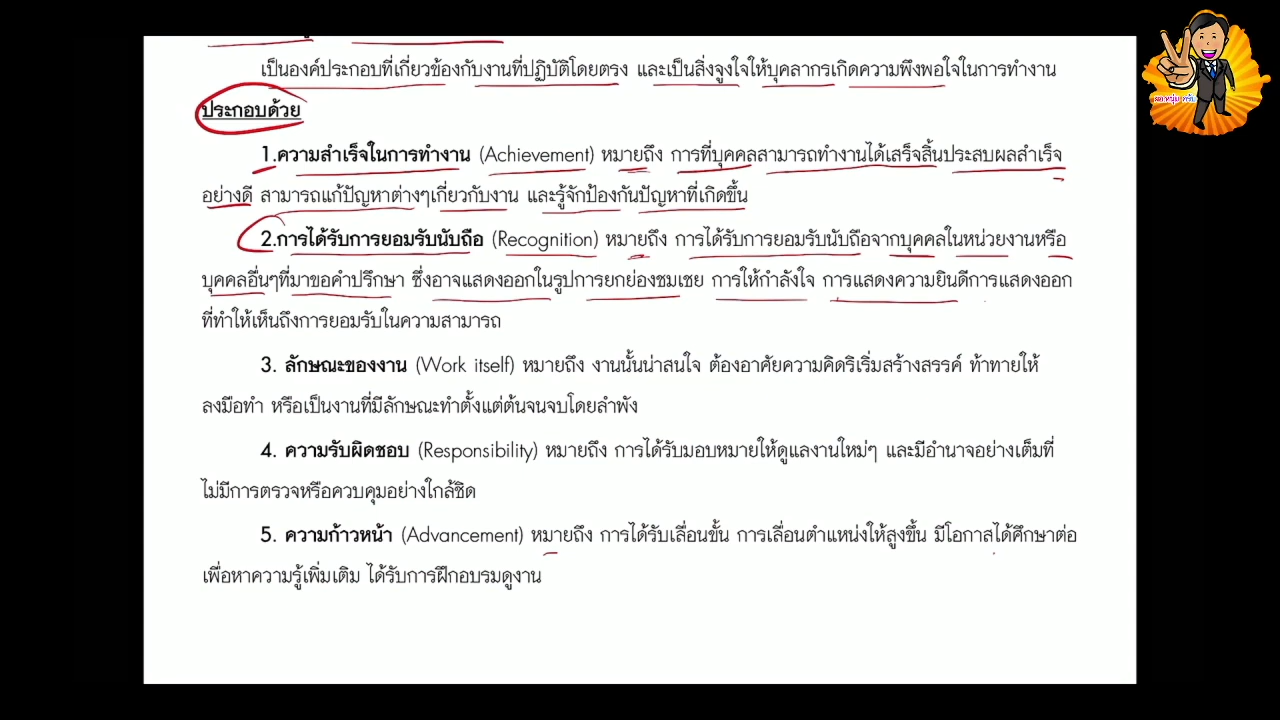 เป็นองค์ประกอบที่เกี่ยวข้องกับงานที่ปฏิบัติโดยตรง และเป็นสิ่งจูงใจให้บุคลากรเกิดความพึงพอใจในการทำงาน
ประกอบด้วย
1.ความสำเร็จในการทำงาน (Achievement) หมายถึง การที่บุคคลสามารถทำงานได้เสร็จสิ้นประสบผลสำเร็จ
อย่างดี สามารถแก้ปัญหาต่างๆเกี่ยวกับงาน และรู้จักป้องกันปัญหาที่เกิดขึ้น
2.การได้รับการยอมรับนับถือ (Recognition) หมายถึง การได้รับการยอมรับนับถือจากบุคคลในหน่วยงานหรือ
บุคคลอื่นๆที่มาขอคำปรึกษา ซึ่งอาจแสดงออกในรูปการยกย่องชมเชย การให้กำลังใจ การแสดงความยินดีการแสดงออก
ที่ทำให้เห็นถึงการยอมรับในความสามารถ
3. ลักษณะของงาน (Work itself) หมายถึง งานนั้นน่าสนใจ ต้องอาศัยความคิดริเริ่มสร้างสรรค์ ท้าทายให้
ลงมือทำ หรือเป็นงานที่มีลักษณะทำตั้งแต่ต้นจนจบโดยลำพัง
4. ความรับผิดชอบ (Responsibility) หมายถึง การได้รับมอบหมายให้ดูแลงานใหม่ๆ และมีอำนาจอย่างเต็มที่
ไม่มีการตรวจหรือควบคุมอย่างใกล้ชิด
5. ความก้าวหน้า (Advancement) หมายถึง การได้รับเลื่อนขั้น การเลื่อนตำแหน่งให้สูงขึ้น มีโอกาสได้ศึกษาต่อ
เพื่อหาความรู้เพิ่มเติม ได้รับการฝึกอบรมดูงาน